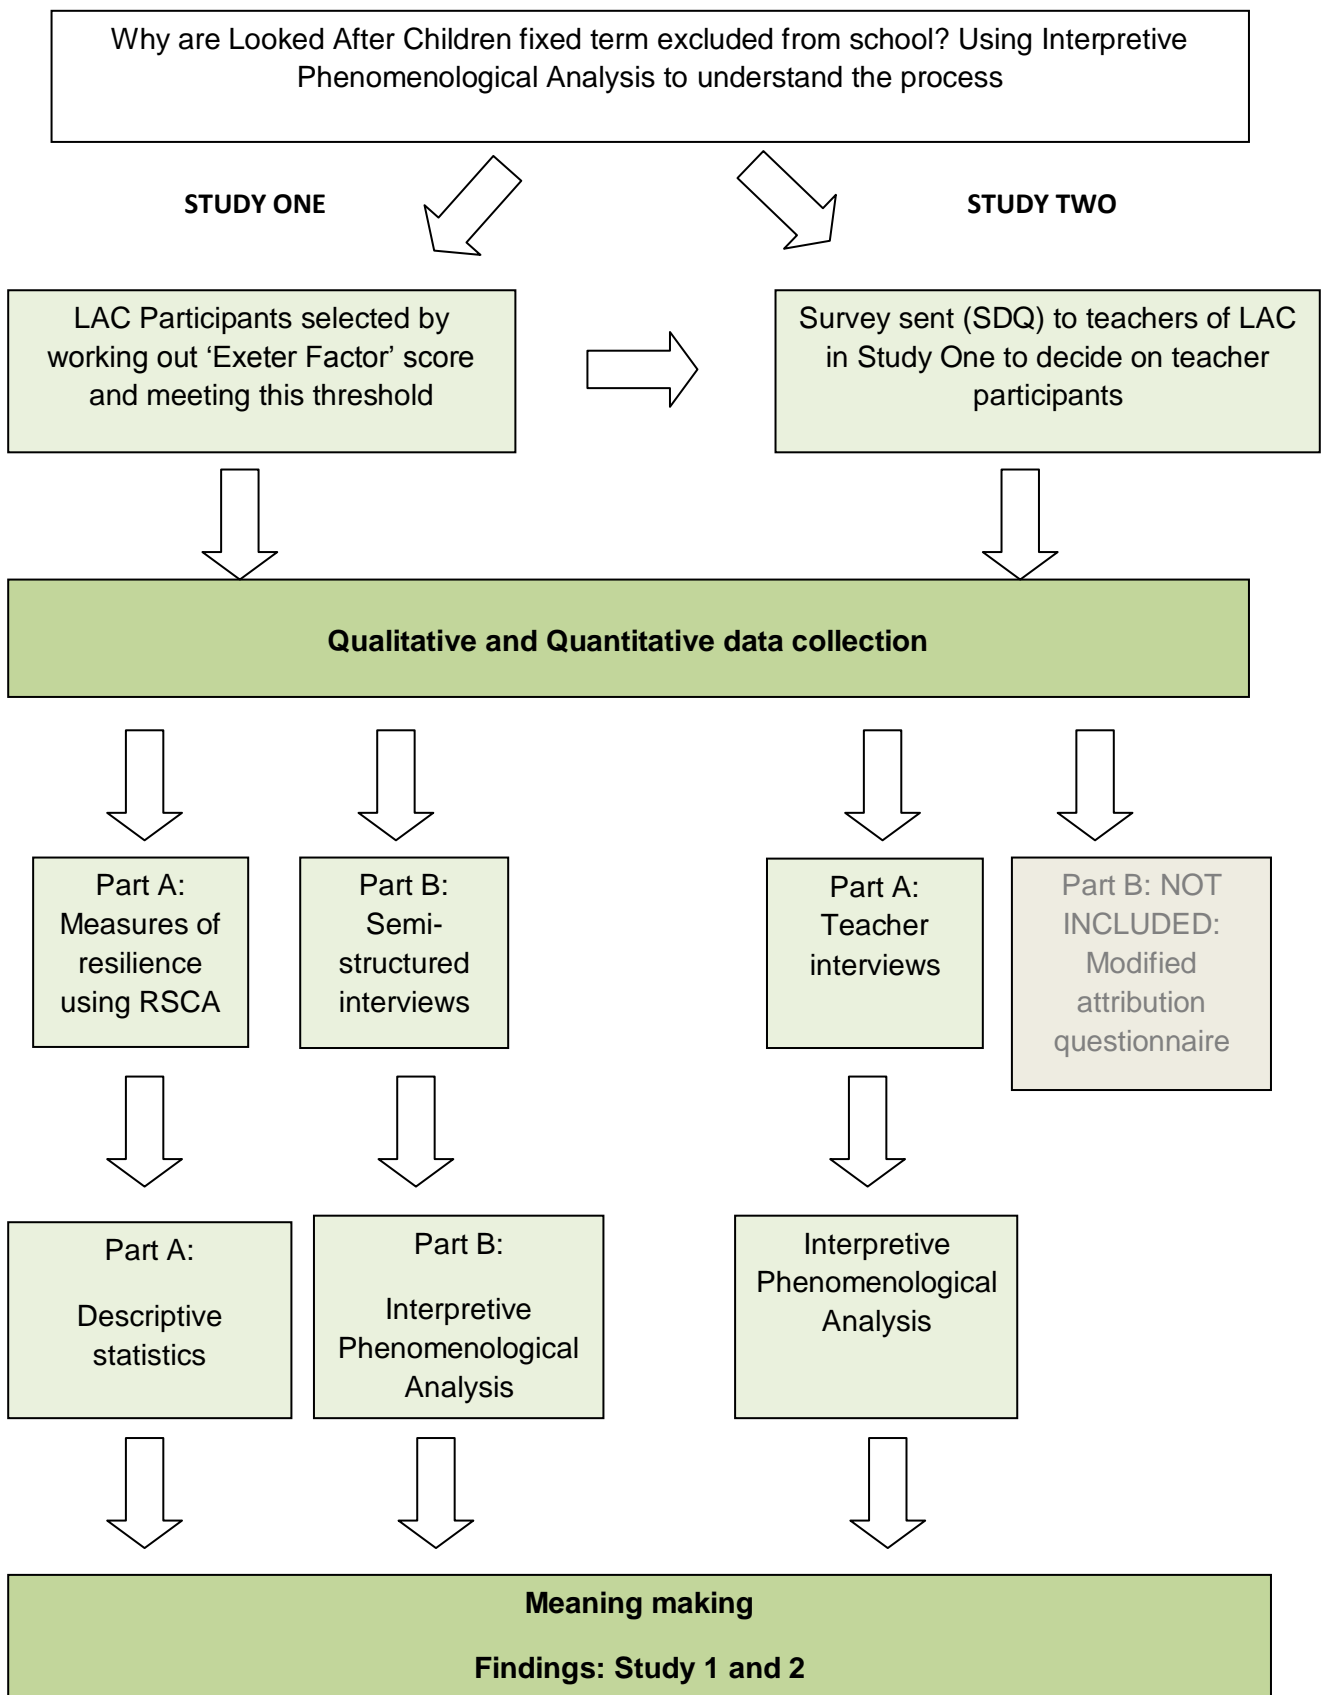 Why are Looked After Children fixed term excluded from school? Using Interpretive
Phenomenological Analysis to understand the process
STUDY ONE
STUDY TWO
LAC Participants selected by
working out ‘Exeter Factor’ score
and meeting this threshold
Survey sent (SDQ) to teachers of LAC
in Study One to decide on teacher
participants
Qualitative and Quantitative data collection
Part A:
Measures of
resilience
using RSCA
Part B:
Semi-
structured
interviews
Part A:
Teacher
interviews
Part B: NOT
INCLUDED:
Modified
attribution
questionnaire
Part A:
Descriptive
statistics
Part B:
Interpretive
Phenomenological
Analysis
Interpretive
Phenomenological
Analysis
Meaning making
Findings: Study 1 and 2